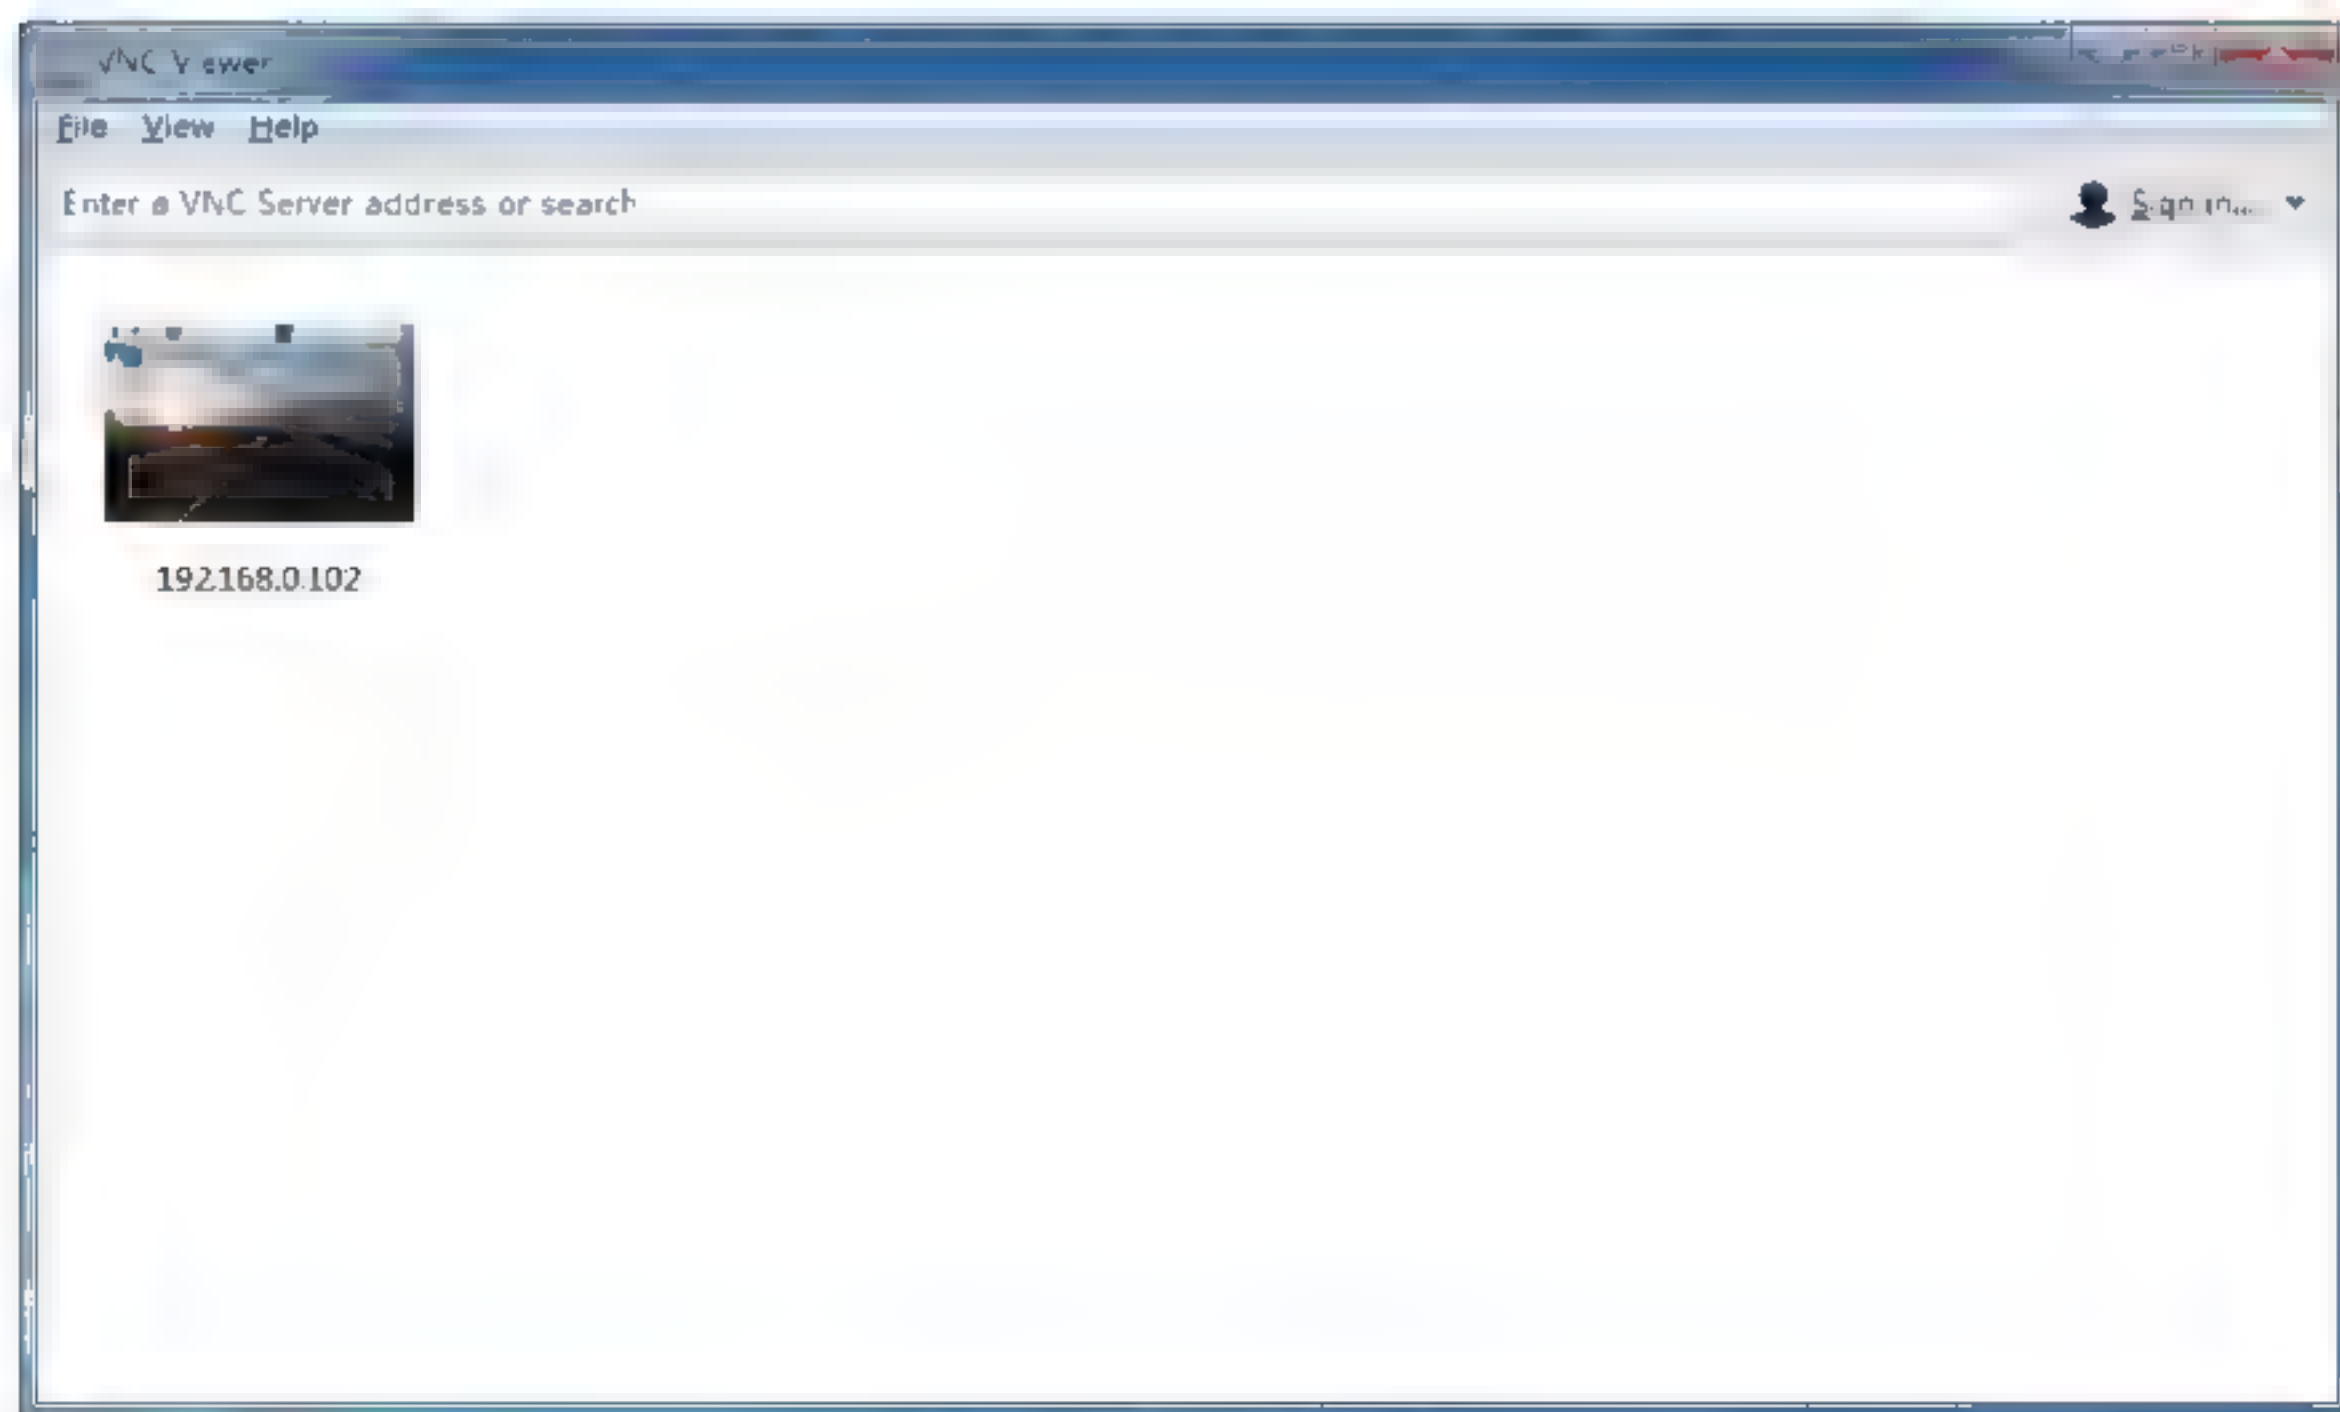 VNC Viewer
File View Help
Enter a VNC Server address or search
Sign in...
192.168.0.102